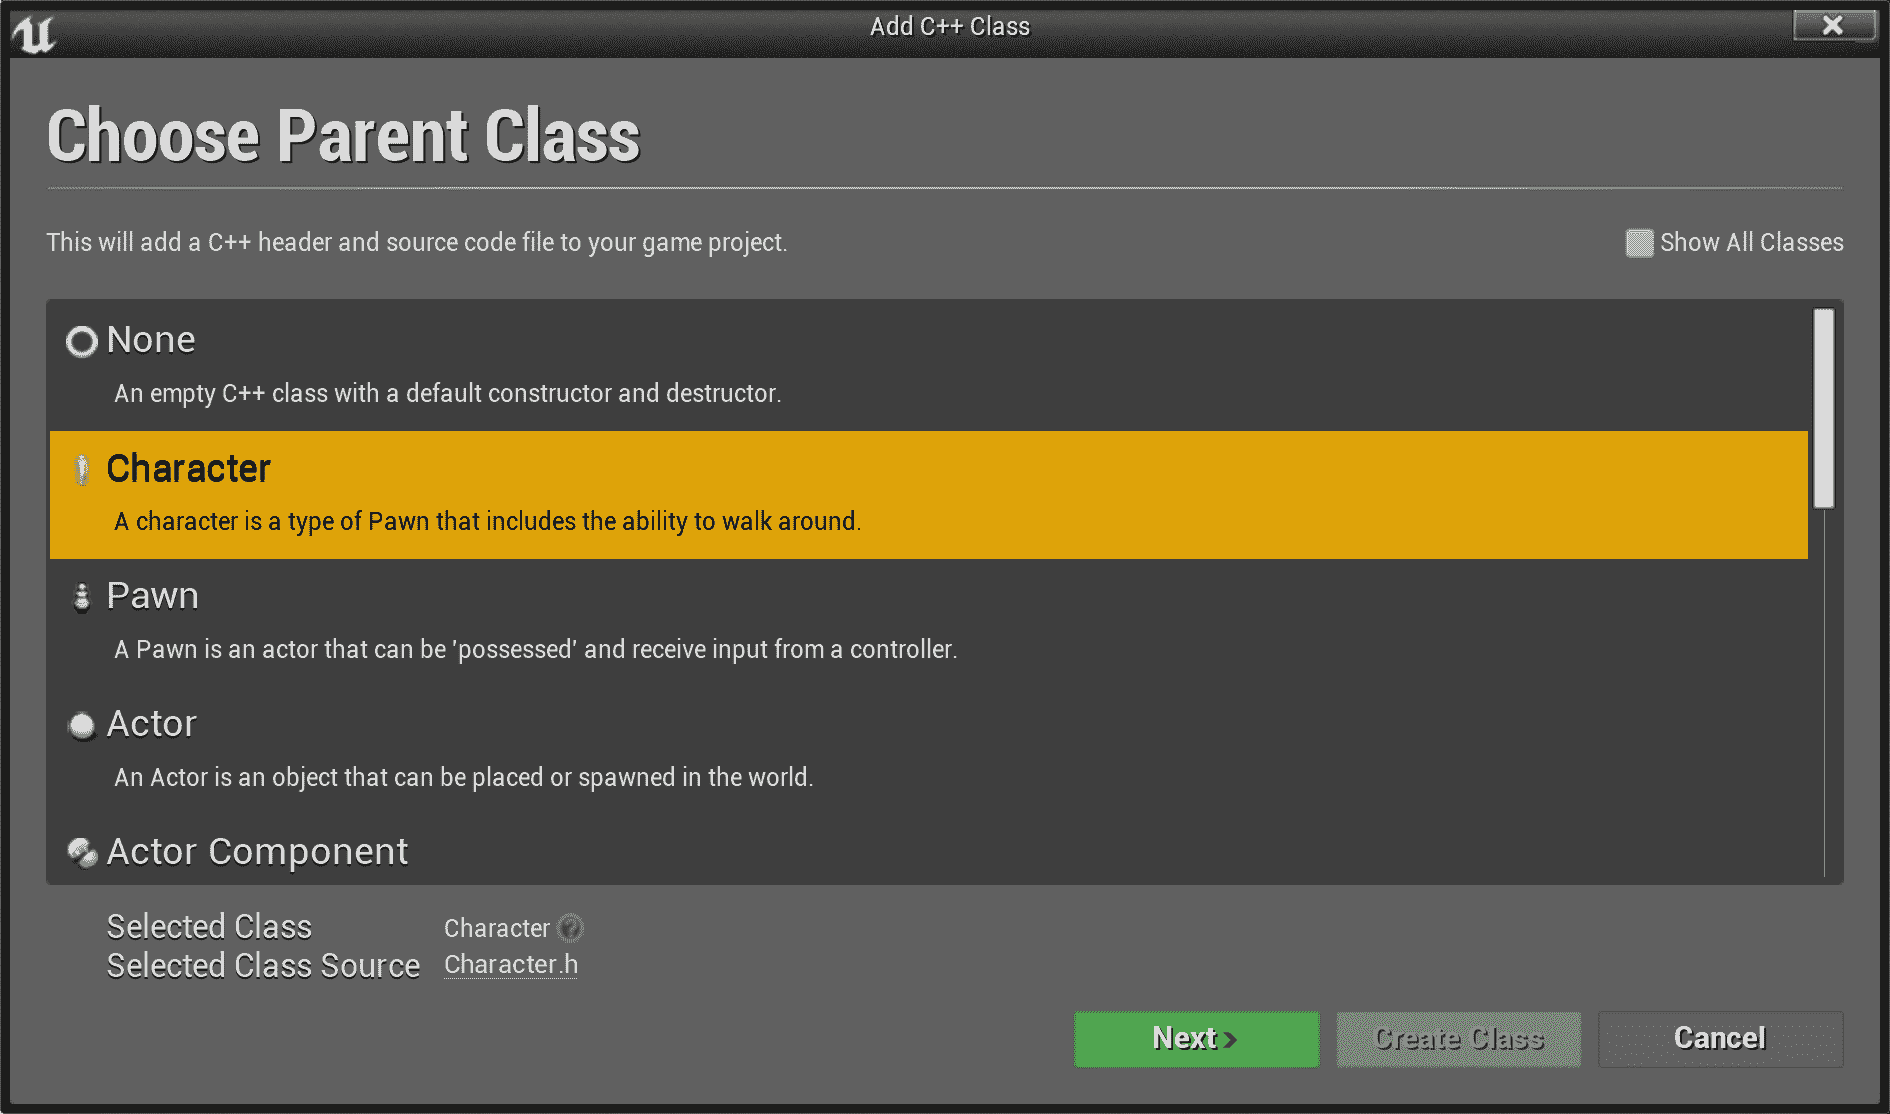 Add C++ Class
Choose Parent Class
This will add a C++ header and source code file to your game project.
Show All Classes
None
An empty C++ class with a default constructor and destructor.
Character
A character is a type of Pawn that includes the ability to walk around.
Pawn
A Pawn is an actor that can be 'possessed' and receive input from a controller.
Actor
An Actor is an object that can be placed or spawned in the world.
Actor Component
Selected Class Character ?
Selected Class Source Character.h
Next
Create Class
Cancel